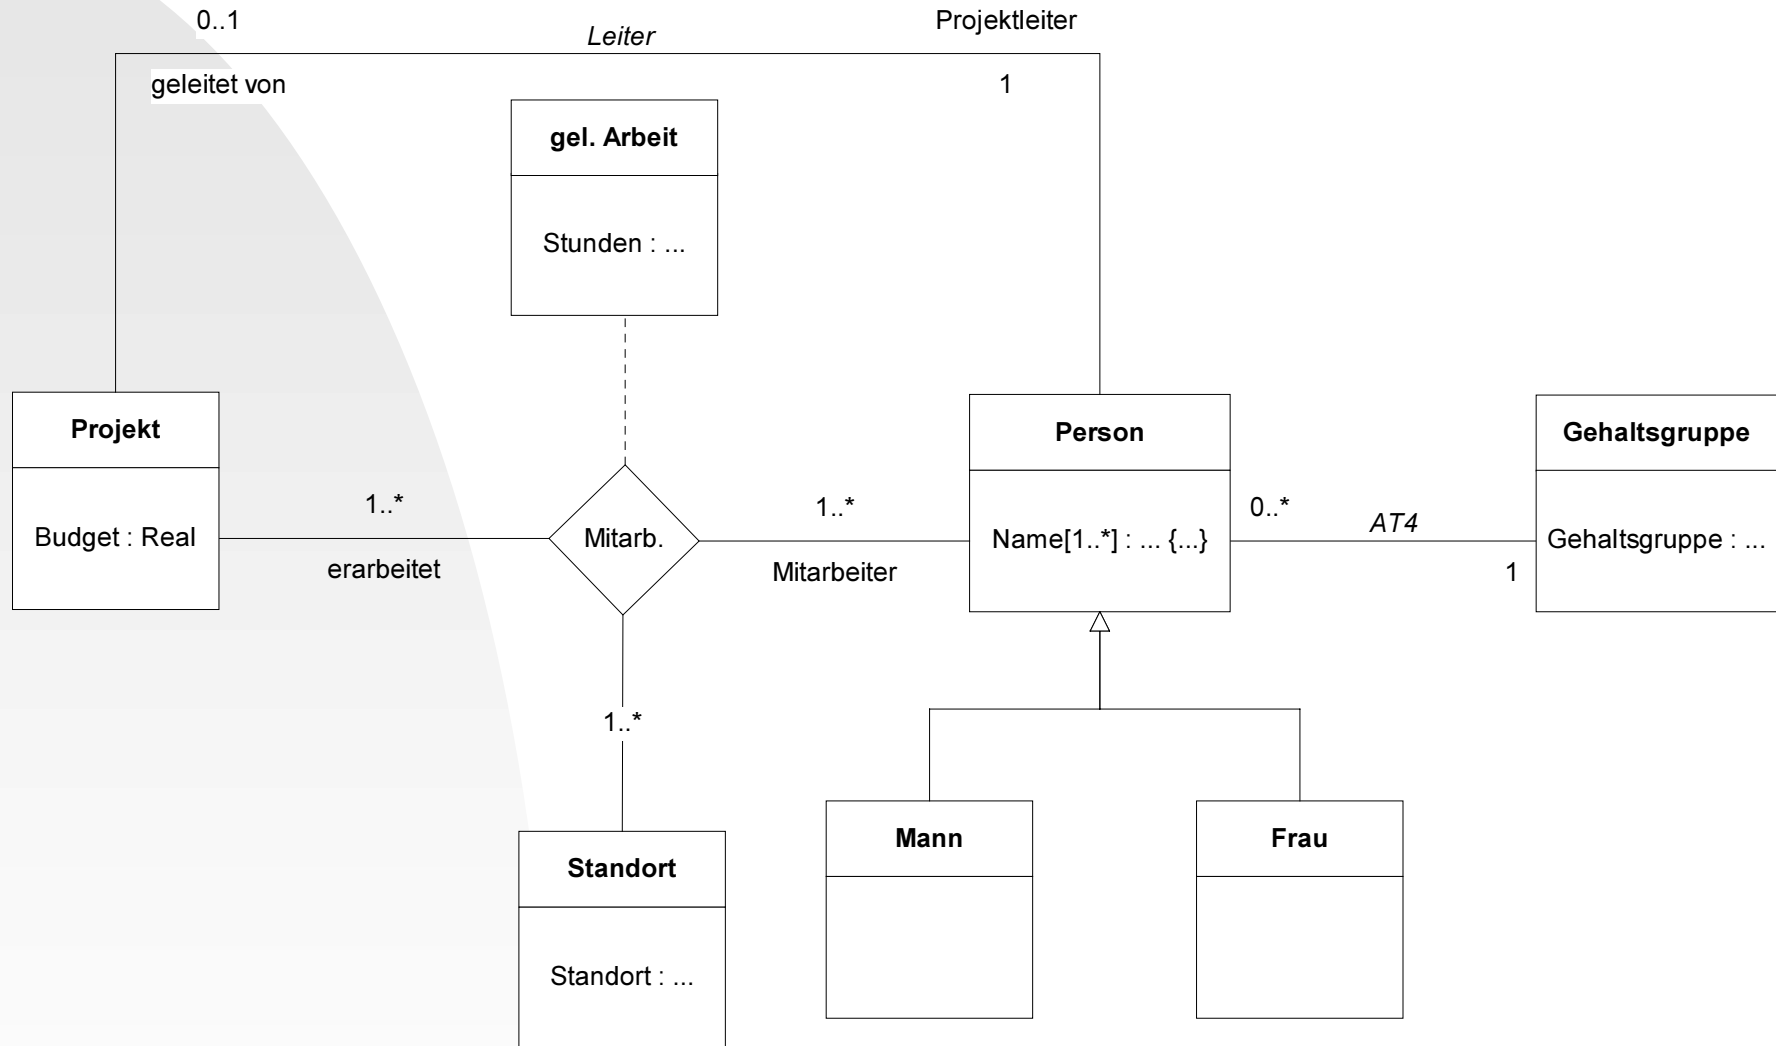 0..1
Leiter
Projektleiter
geleitet von
1
gel. Arbeit
Stunden : ...
Projekt
Budget : Real
1..*
erarbeitet
Mitarb.
1..*
Mitarbeiter
Person
Name[1..*] : ... {...}
0..*
AT4
1
Gehaltsgruppe
Gehaltsgruppe : ...
1..*
Standort
Standort : ...
Mann
Frau